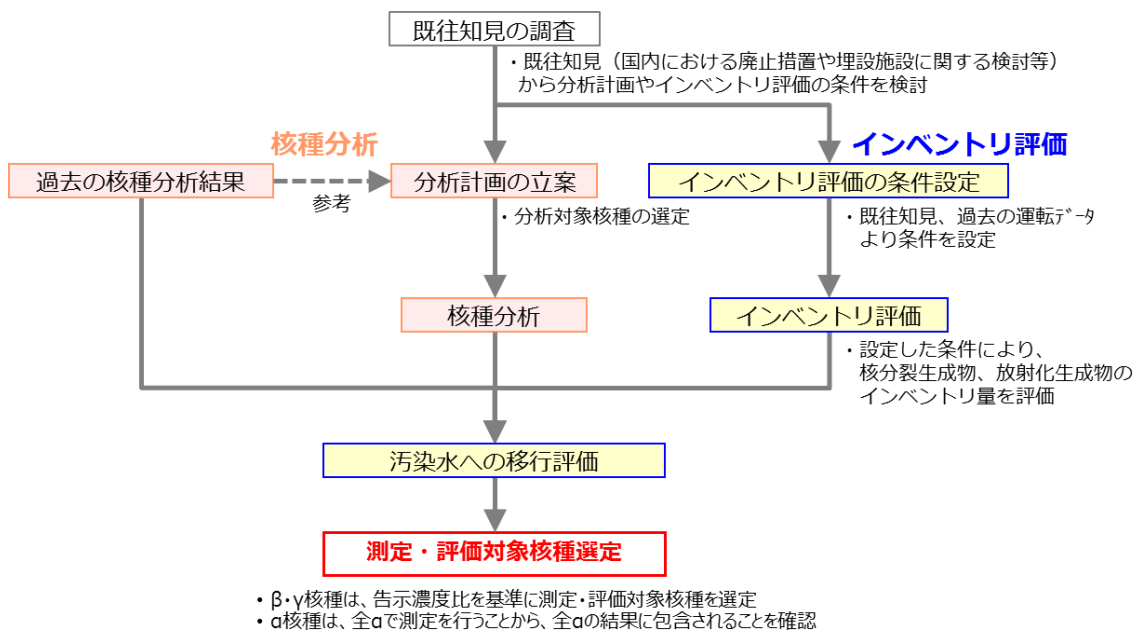 既往知見の調査
・既往知見（国内における廃止措置や埋設施設に関する検討等）
から分析計画やインベントリ評価の条件を検討
核種分析
インベントリ評価
過去の核種分析結果
参考
分析計画の立案
インベントリ評価の条件設定
・分析対象核種の選定
・既往知見、過去の運転ﾃﾞｰﾀ
より条件を設定
核種分析
インベントリ評価
・設定した条件により、
核分裂生成物、放射化生成物の
インベントリ量を評価
汚染水への移行評価
測定・評価対象核種選定
• β･γ核種は、告示濃度比を基準に測定・評価対象核種を選定
• α核種は、全αで測定を行うことから、全αの結果に包含されることを確認